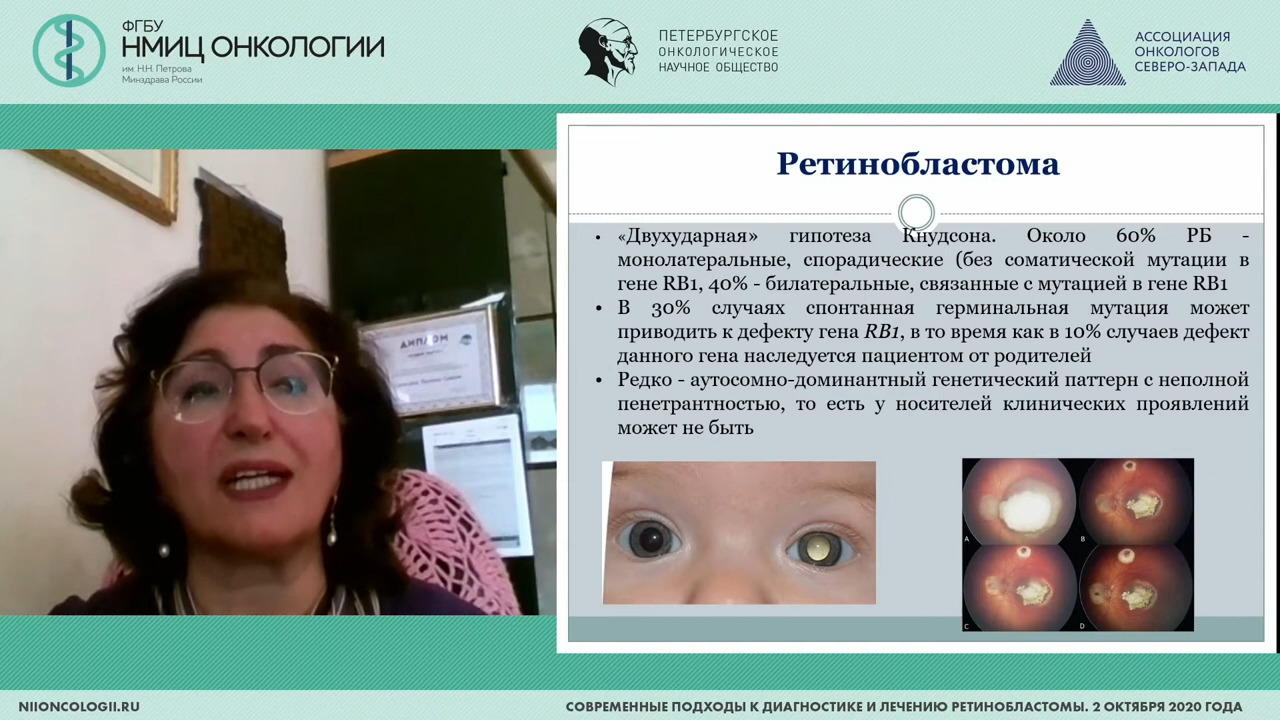 ФГБУ
НМИЦ ОНКОЛОГИИ
им. Н.Н. Петрова
Минздрава России
ПЕТЕРБУРГСКОЕ
ОНКОЛОГИЧЕСКОЕ
НАУЧНОЕ ОБЩЕСТВО
АССОЦИАЦИЯ
ОНКОЛОГОВ
СЕВЕРО-ЗАПАДА
ДИПЛОМ
Ретинобластома
• «Двухударная» гипотеза Кнудсона. Около 60% РБ -
монолатеральные, спорадические (без соматической мутации в
гене RB1, 40% - билатеральные, связанные с мутацией в гене RB1
• В 30% случаях спонтанная герминальная мутация может
приводить к дефекту гена RB1, в то время как в 10% случаев дефект
данного гена наследуется пациентом от родителей
• Редко - аутосомно-доминантный генетический паттерн с неполной
пенетрантностью, то есть у носителей клинических проявлений
может не быть
A
B
C
D
NIIONCOLOGII.RU
СОВРЕМЕННЫЕ ПОДХОДЫ К ДИАГНОСТИКЕ И ЛЕЧЕНИЮ РЕТИНОБЛАСТОМЫ. 2 ОКТЯБРЯ 2020 ГОДА